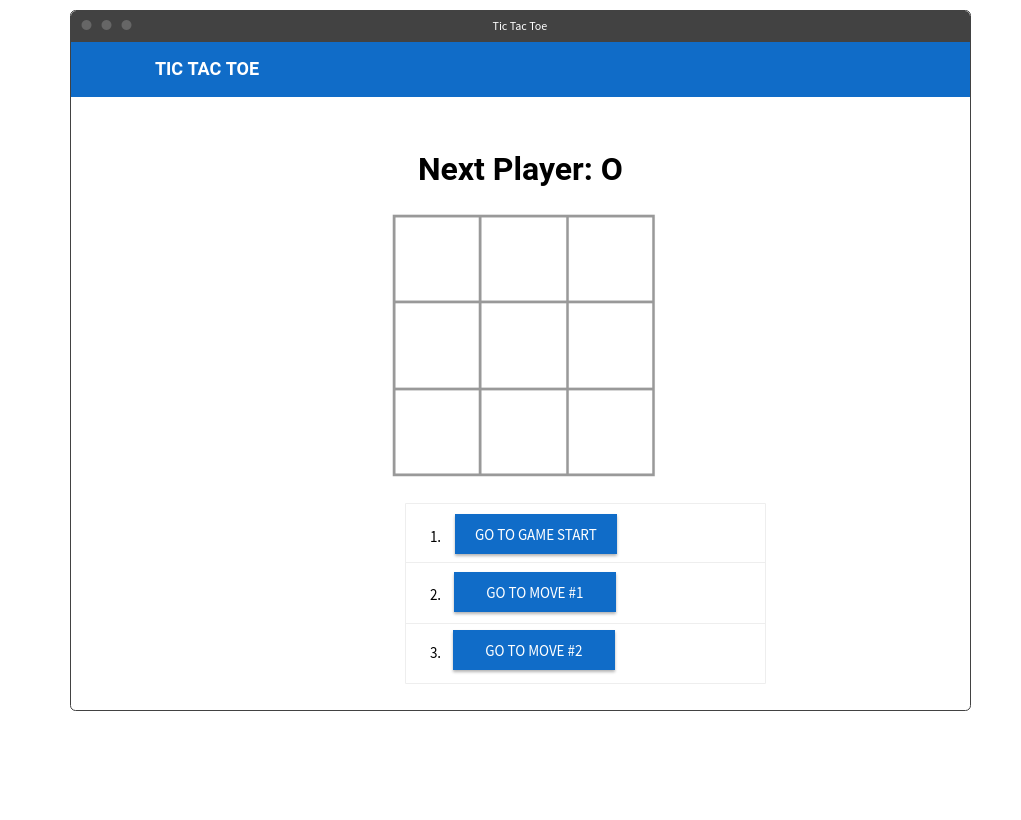 Tic Tac Toe
TIC TAC TOE
Next Player: O
1. GO TO GAME START
2. GO TO MOVE #1
3. GO TO MOVE #2